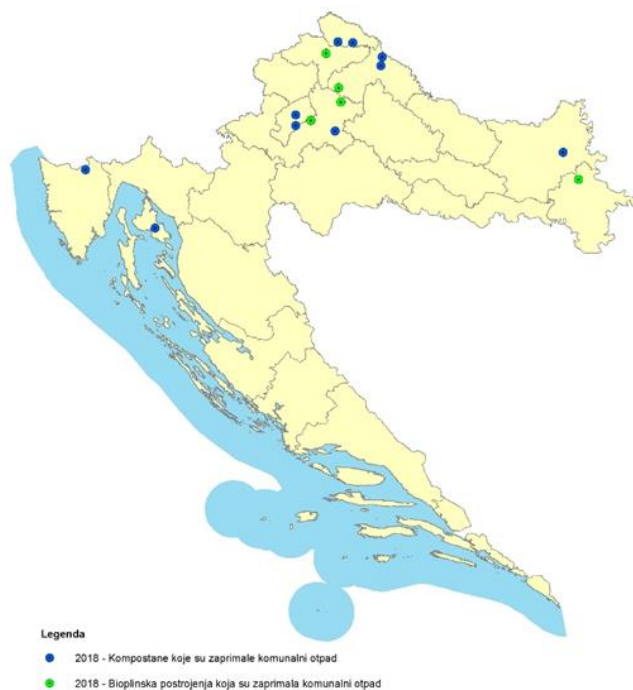 Legenda
2018 - Kompostane koje su zaprimale komunalni otpad
2018 - Bioplinska postrojenja koja su zaprimala komunalni otpad